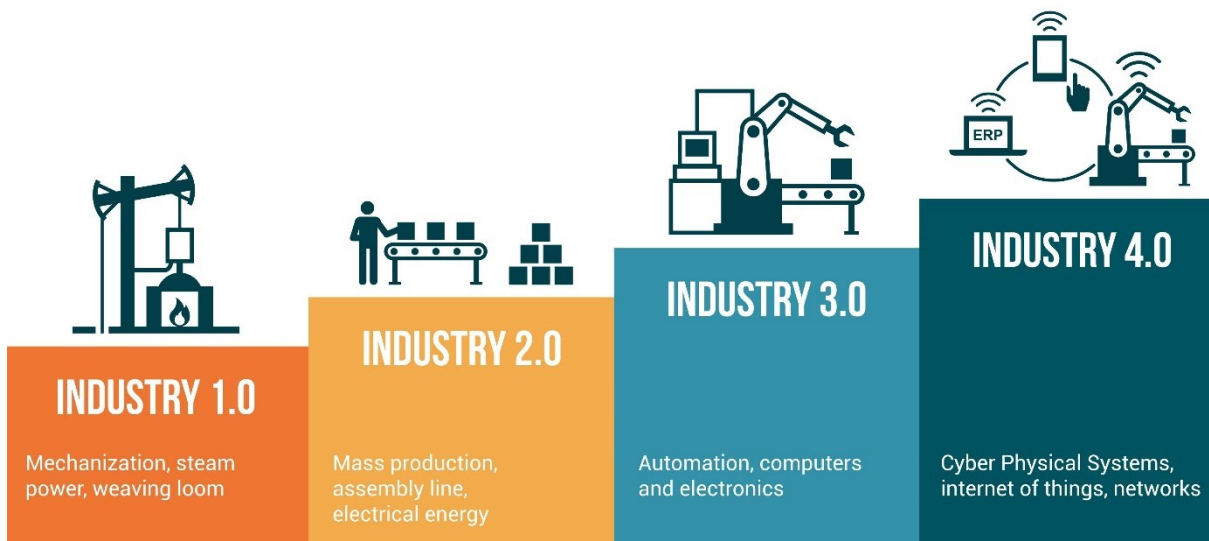 ERP
INDUSTRY 4.0
INDUSTRY 3.0
INDUSTRY 2.0
INDUSTRY 1.0
Mechanization, steam
power, weaving loom
Mass production,
assembly line,
electrical energy
Automation, computers
and electronics
Cyber Physical Systems,
internet of things, networks